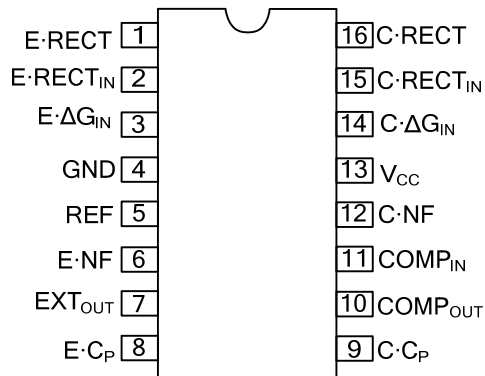 E·RECT 1 16 C·RECT
E·RECT_IN 2 15 C·RECT_IN
E·ΔG_IN 3 14 C·ΔG_IN
GND 4 13 V_CC
REF 5 12 C·NF
E·NF 6 11 COMP_IN
EXT_OUT 7 10 COMP_OUT
E·C_P 8 9 C·C_P